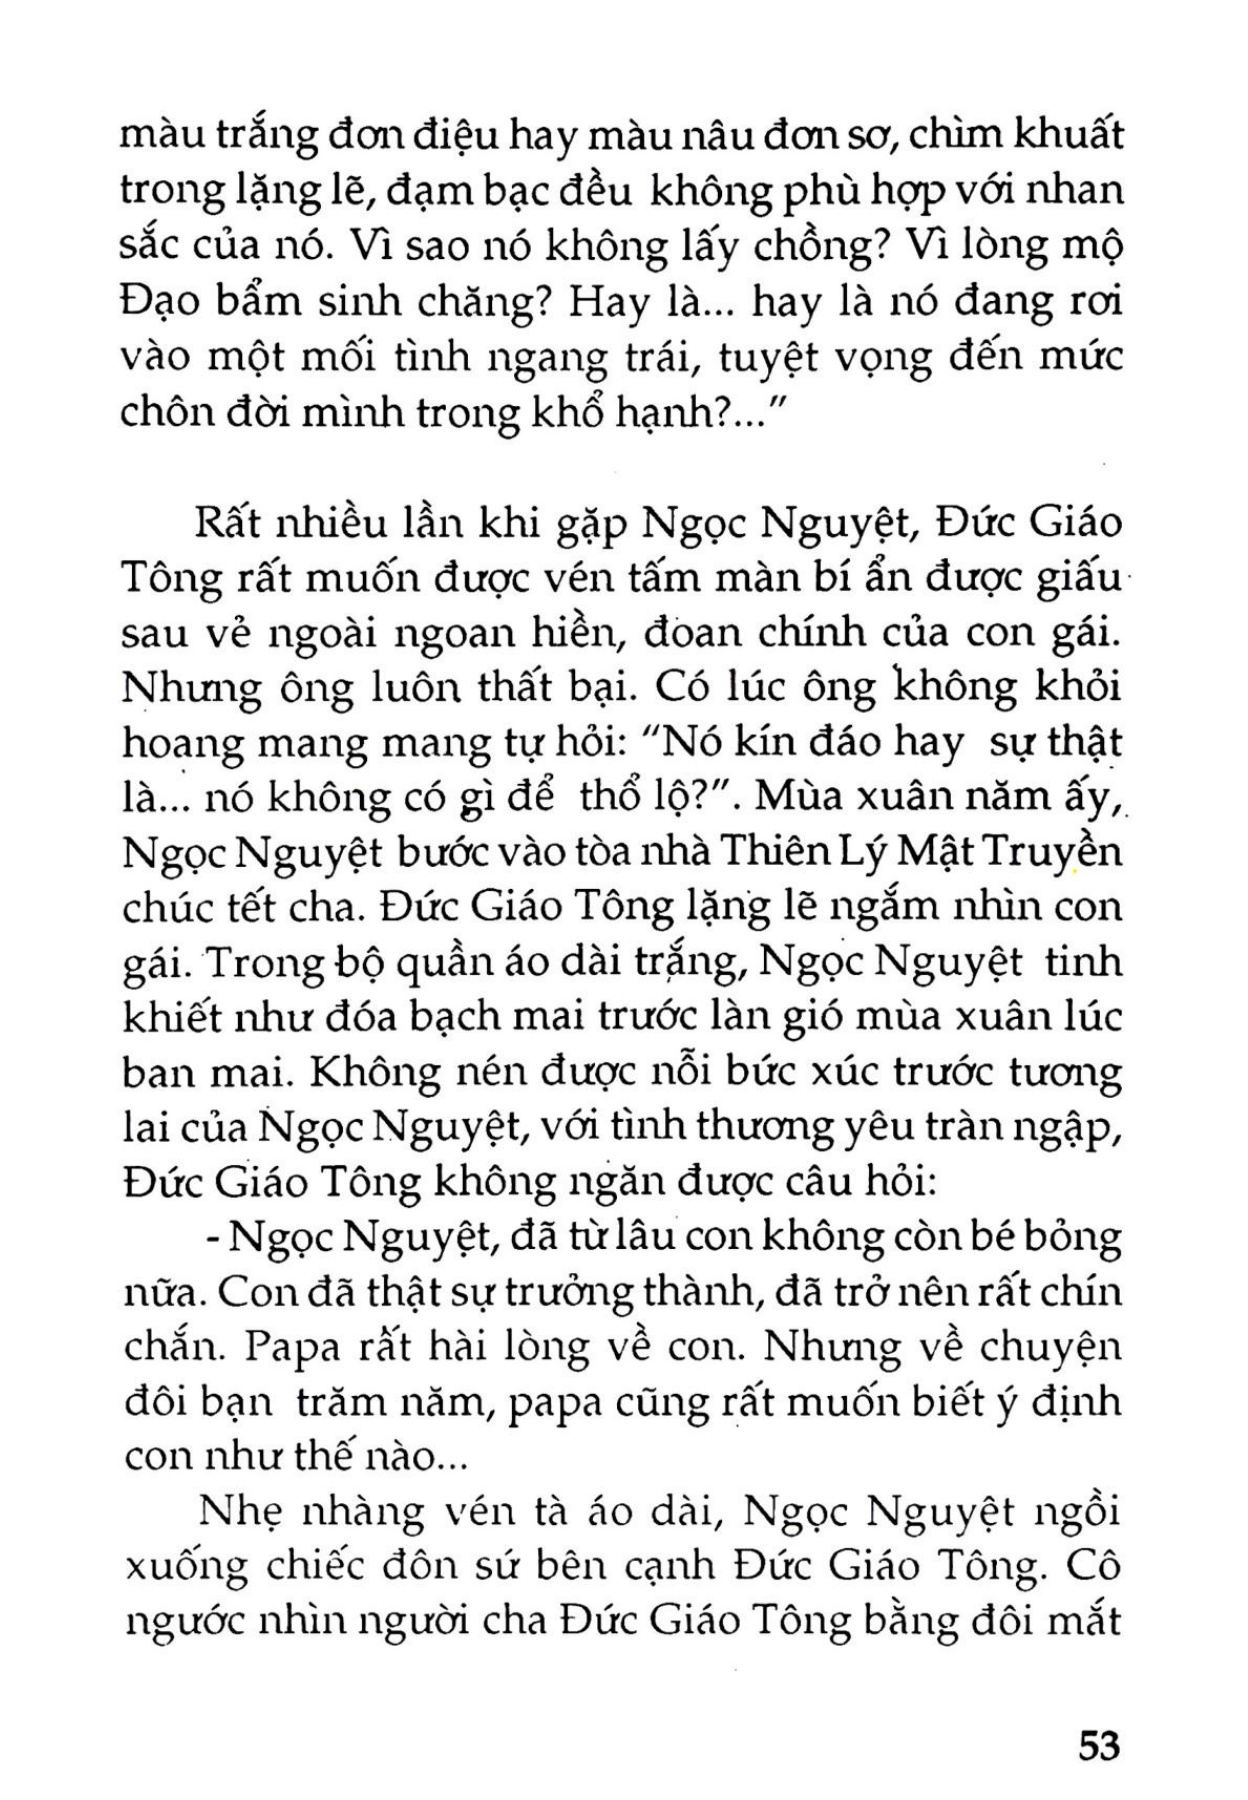 màu trắng đơn điệu hay màu nâu đơn sơ, chìm khuất
trong lặng lẽ, đạm bạc đều không phù hợp với nhan
sắc của nó. Vì sao nó không lấy chồng? Vì lòng mộ
Đạo bẩm sinh chăng? Hay là... hay là nó đang rơi
vào một mối tình ngang trái, tuyệt vọng đến mức
chôn đời mình trong khổ hạnh?..."
Rất nhiều lần khi gặp Ngọc Nguyệt, Đức Giáo
Tông rất muốn được vén tấm màn bí ẩn được giấu
sau vẻ ngoài ngoan hiền, đoan chính của con gái.
Nhưng ông luôn thất bại. Có lúc ông không khỏi
hoang mang mang tự hỏi: "Nó kín đáo hay sự thật
là... nó không có gì để thổ lộ?". Mùa xuân năm ấy,
Ngọc Nguyệt bước vào tòa nhà Thiên Lý Mật Truyền
chúc tết cha. Đức Giáo Tông lặng lẽ ngắm nhìn con
gái. Trong bộ quần áo dài trắng, Ngọc Nguyệt tinh
khiết như đóa bạch mai trước làn gió mùa xuân lúc
ban mai. Không nén được nỗi bức xúc trước tương
lai của Ngọc Nguyệt, với tình thương yêu tràn ngập,
Đức Giáo Tông không ngăn được câu hỏi:
- Ngọc Nguyệt, đã từ lâu con không còn bé bỏng
nữa. Con đã thật sự trưởng thành, đã trở nên rất chín
chắn. Papa rất hài lòng về con. Nhưng về chuyện
đôi bạn trăm năm, papa cũng rất muốn biết ý định
con như thế nào...
Nhẹ nhàng vén tà áo dài, Ngọc Nguyệt ngồi
xuống chiếc đôn sứ bên cạnh Đức Giáo Tông. Cô
ngước nhìn người cha Đức Giáo Tông bằng đôi mắt
53